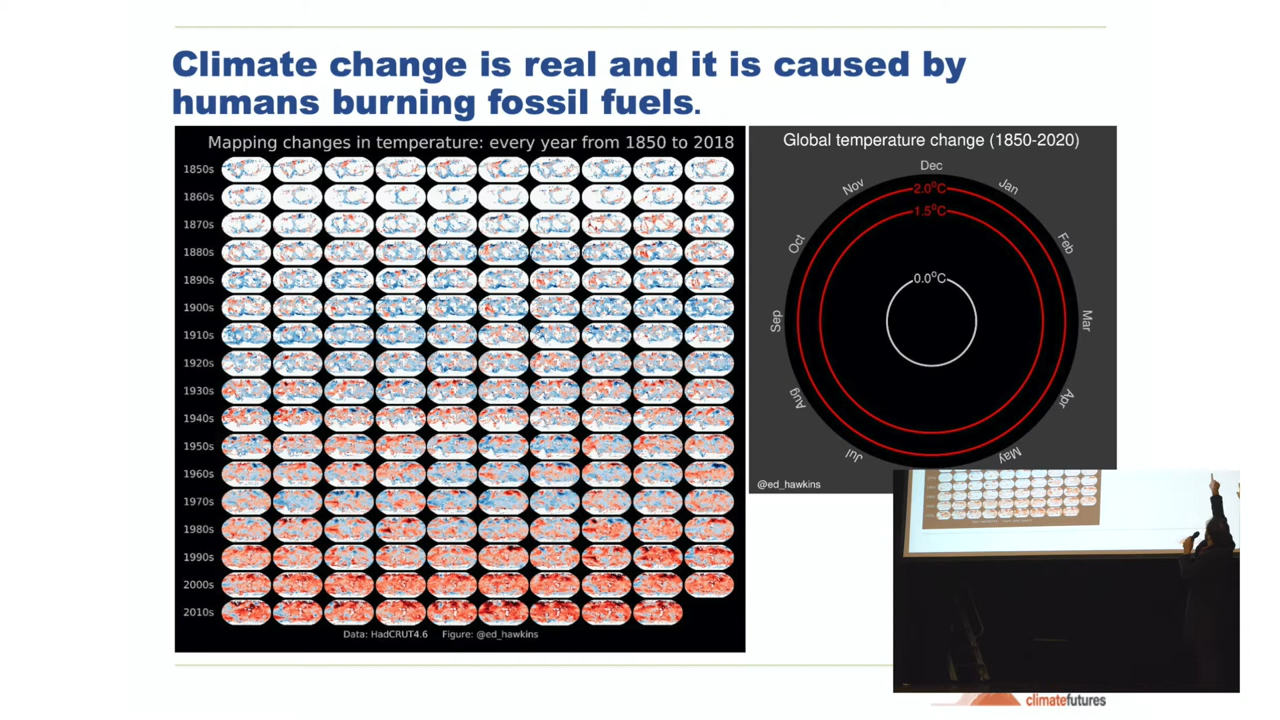 Climate change is real and it is caused by
humans burning fossil fuels.
Mapping changes in temperature: every year from 1850 to 2018
1850s
1860s
1870s
1880s
1890s
1900s
1910s
1920s
1930s
1940s
1950s
1960s
1970s
1980s
1990s
2000s
2010s
Data: HadCRUT4.6 Figure: @ed_hawkins
Global temperature change (1850-2020)
Dec
Jan
Feb
Mar
Apr
May
Jul
Aug
Sep
Oct
Nov
2.0°C
1.5°C
0.0°C
@ed_hawkins
climatefutures